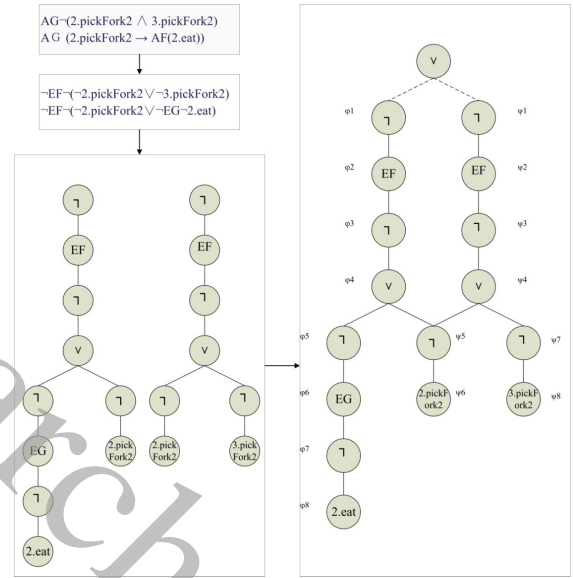 AG¬(2.pickFork2 ∧ 3.pickFork2)
AG (2.pickFork2 → AF(2.eat))
¬EF¬(¬2.pickFork2∨¬3.pickFork2)
¬EF¬(¬2.pickFork2∨¬EG¬2.eat)
¬ ¬
EF EF
¬ ¬
∨ ∨
¬ ¬ ¬ ¬
EG 2.pick Fork2 2.pick Fork2 3.pick Fork2
¬
2.eat
∨
φ1 ¬ ¬ ψ1
φ2 EF EF ψ2
φ3 ¬ ¬ ψ3
φ4 ∨ ∨ ψ4
φ5 ¬ ¬ ψ5 ¬ ψ7
φ6 EG 2.pickF ork2 ψ6 3.pickF ork2 ψ8
φ7 ¬
φ8 2.eat